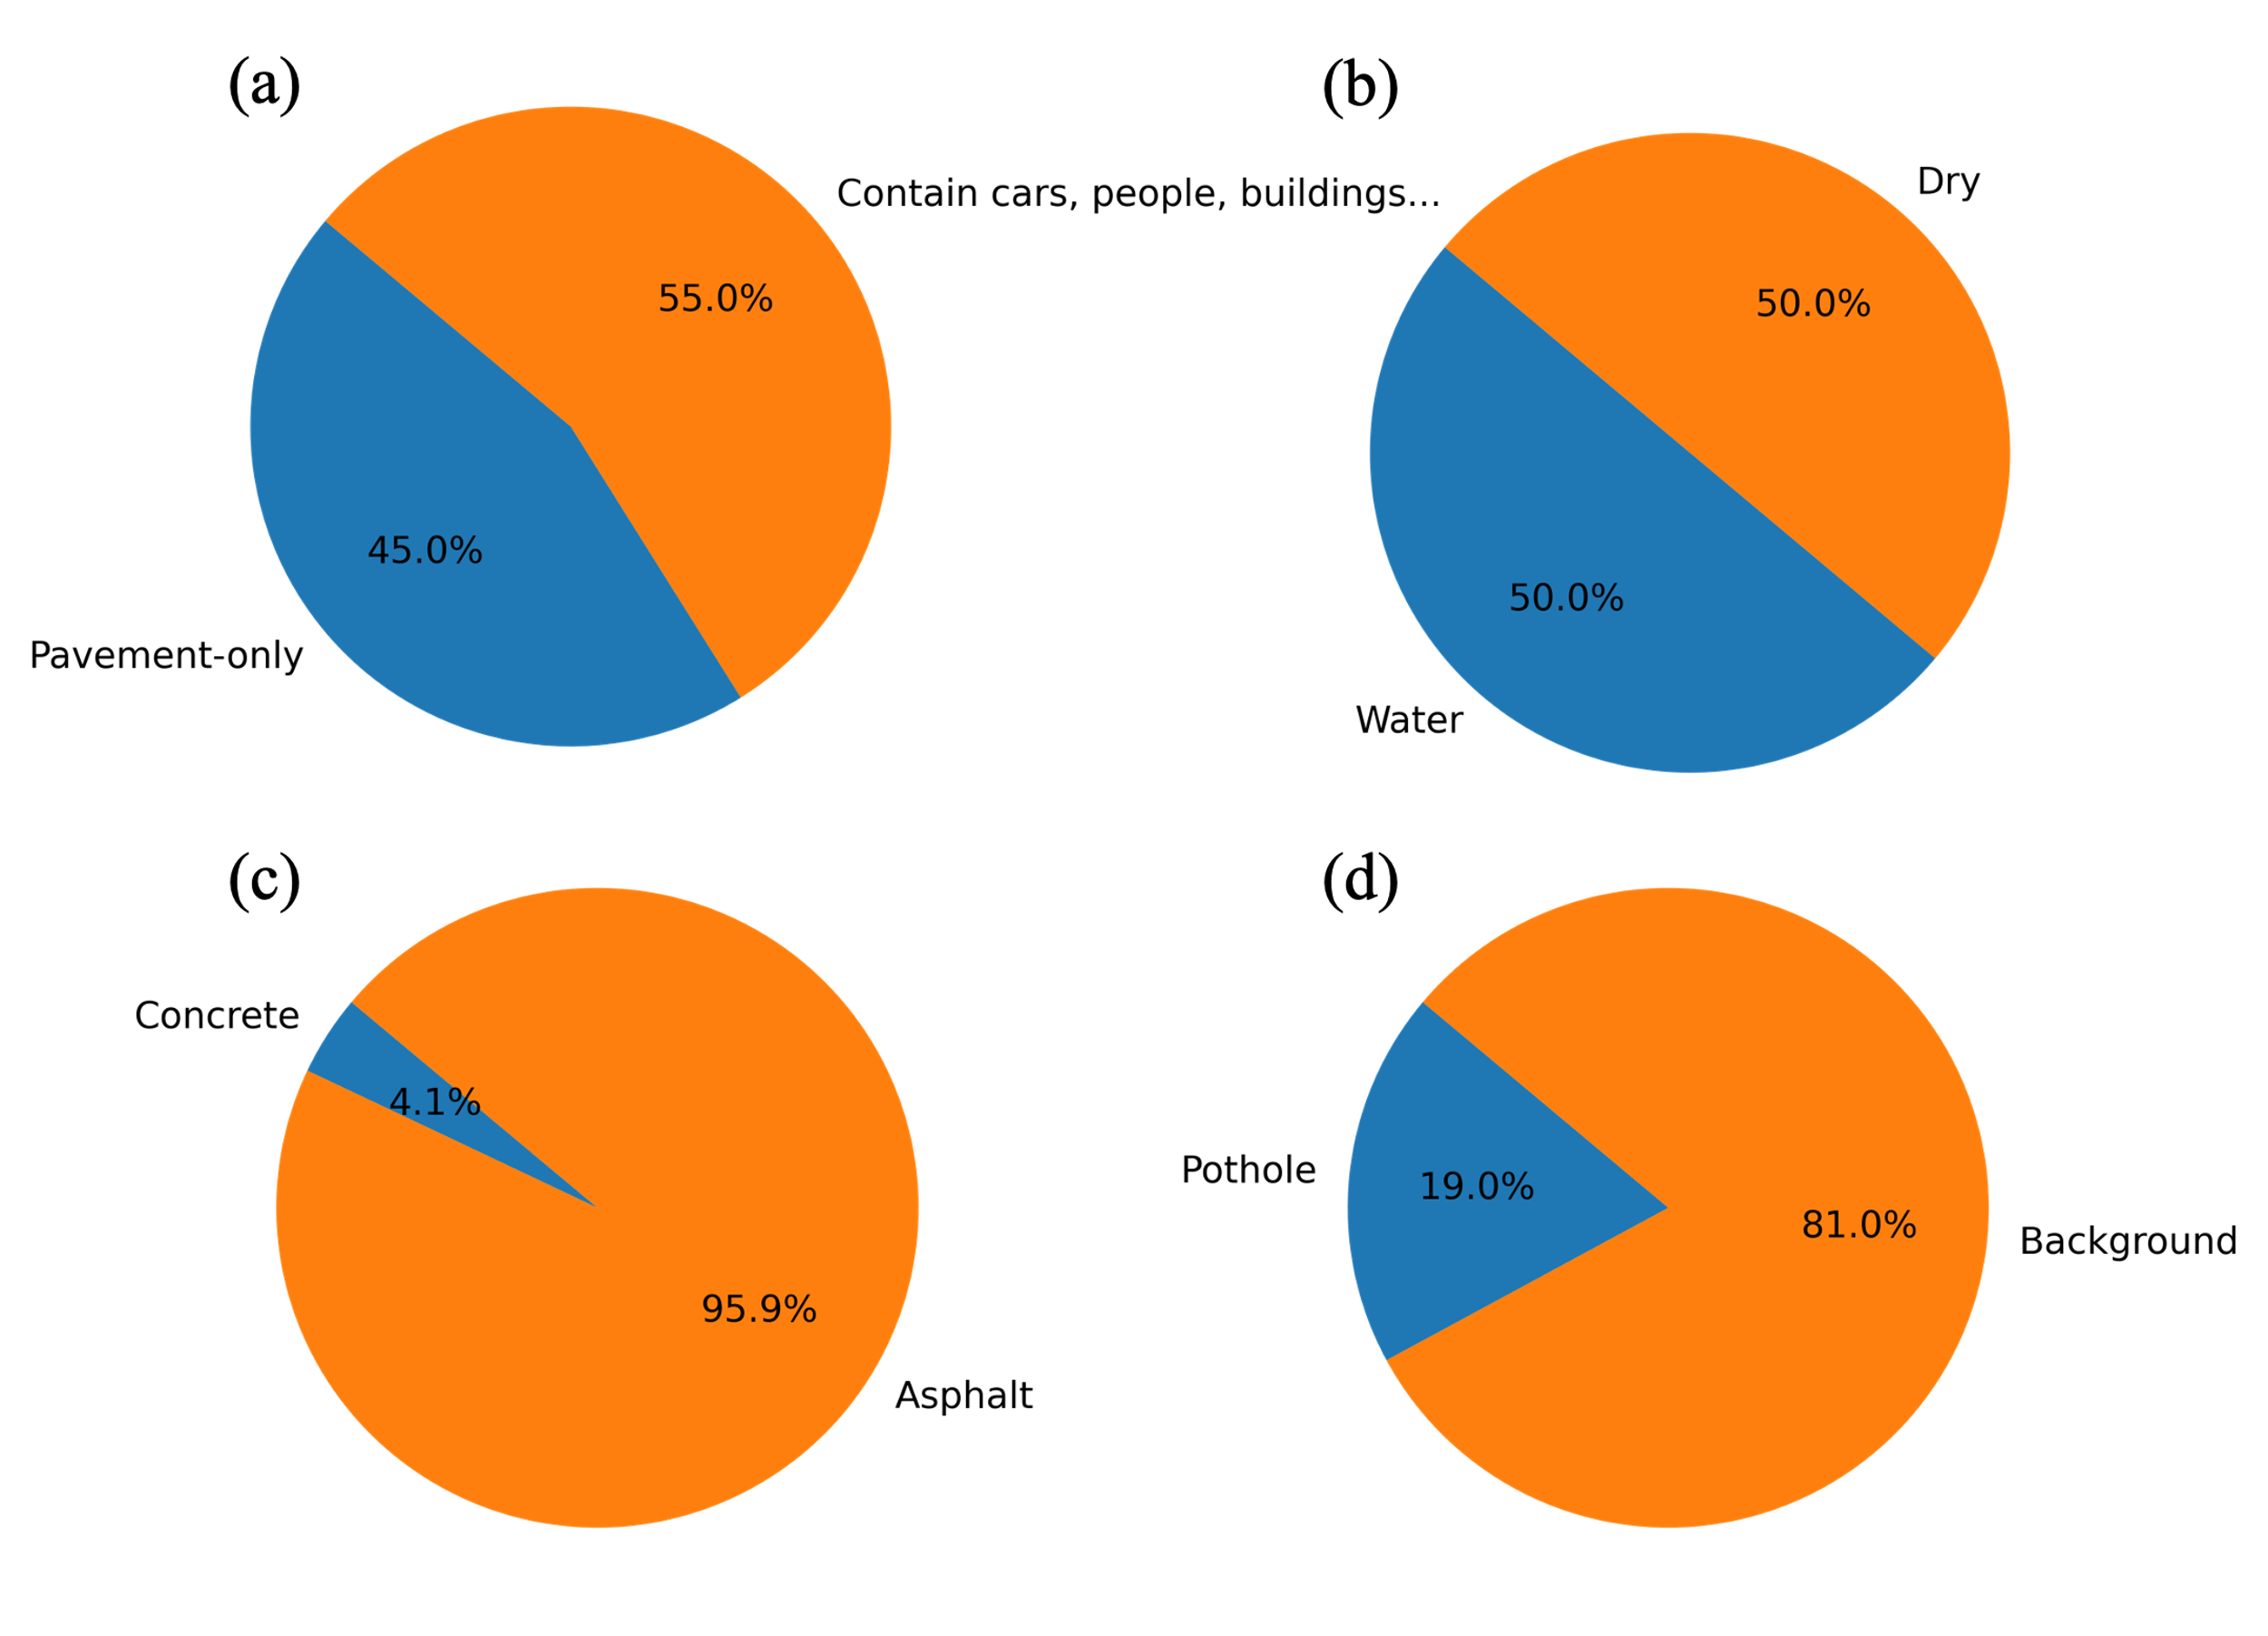 (a)
Contain cars, people, buildings...
55.0%
45.0%
Pavement-only
(b)
Dry
50.0%
50.0%
Water
(c)
Concrete
4.1%
95.9%
Asphalt
(d)
Pothole
19.0%
81.0%
Background